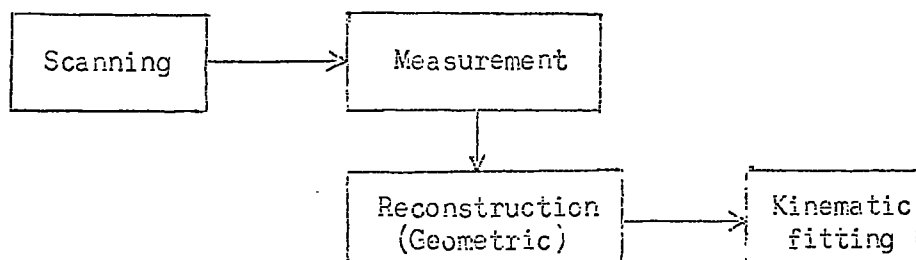 Scanning
Measurement
Reconstruction
(Geometric)
Kinematic
fitting